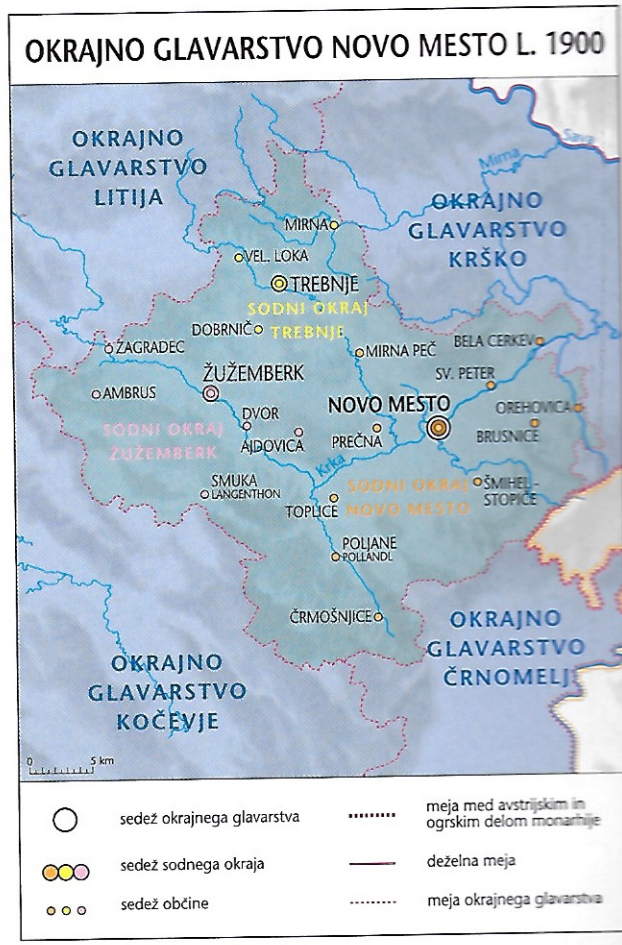 OKRAJNO GLAVARSTVO NOVO MESTO L. 1900
OKRAJNO
GLAVARSTVO
LITIJA
Sava
Mirna
OKRAJNO
GLAVARSTVO
KRŠKO
MIRNA
VEL. LOKA
TREBNJE
SODNI OKRAJ
TREBNJE
DOBRNIČ
ZAGRADEC
MIRNA PEČ
BELA CERKEV
ŽUŽEMBERK
SV. PETER
AMBRUS
NOVO MESTO
OREHOVICA
DVOR
SODNI OKRAJ
ŽUŽEMBERK
AJDOVICA
PREČNA
BRUSNICE
Krka
SMUKA
LANGENTHON
SODNI OKRAJ
NOVO MESTO
ŠMIHEL-
STOPIČE
TOPLICE
POLJANE
POLLANDL
ČRMOŠNJICE
OKRAJNO
GLAVARSTVO
ČRNOMELJ
OKRAJNO
GLAVARSTVO
KOČEVJE
0 5 km
sedež okrajnega glavarstva
sedež sodnega okraja
sedež občine
meja med avstrijskim in
ogrskim delom monarhije
deželna meja
meja okrajnega glavarstva